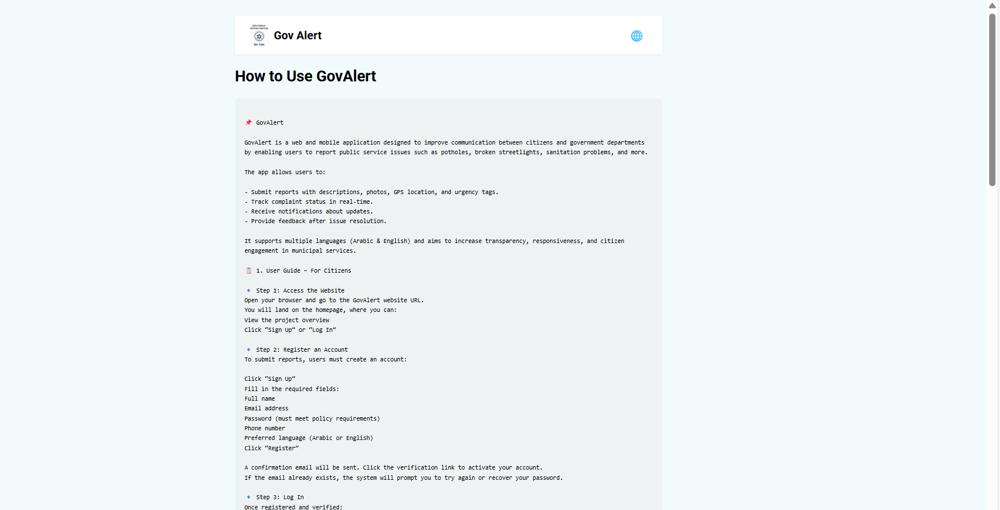 Citizen feedback
and issue reporting
Gov Alert
Gov Alert
How to Use GovAlert
GovAlert
GovAlert is a web and mobile application designed to improve communication between citizens and government departments
by enabling users to report public service issues such as potholes, broken streetlights, sanitation problems, and more.
The app allows users to:
- Submit reports with descriptions, photos, GPS location, and urgency tags.
- Track complaint status in real-time.
- Receive notifications about updates.
- Provide feedback after issue resolution.
It supports multiple languages (Arabic & English) and aims to increase transparency, responsiveness, and citizen
engagement in municipal services.
1. User Guide – For Citizens
Step 1: Access the Website
Open your browser and go to the GovAlert website URL.
You will land on the homepage, where you can:
View the project overview
Click “Sign Up” or “Log In”
Step 2: Register an Account
To submit reports, users must create an account:
Click “Sign Up”
Fill in the required fields:
Full name
Email address
Password (must meet policy requirements)
Phone number
Preferred language (Arabic or English)
Click “Register”
A confirmation email will be sent. Click the verification link to activate your account.
If the email already exists, the system will prompt you to try again or recover your password.
Step 3: Log In
Once registered and verified: